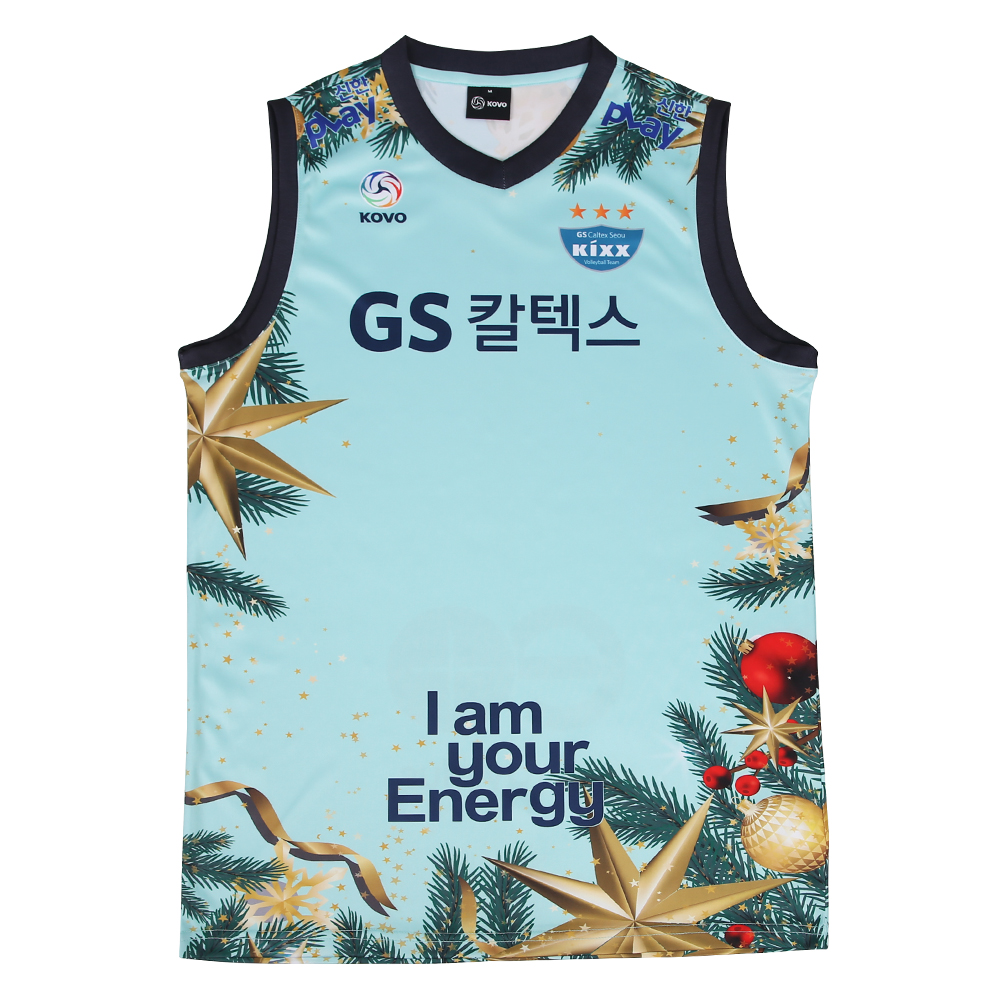 신한
play
M
KOVO
신한
play
KOVO
GS Caltex Seou
Kixx
Volleyball Team
GS 칼텍스
I am
your
Energy